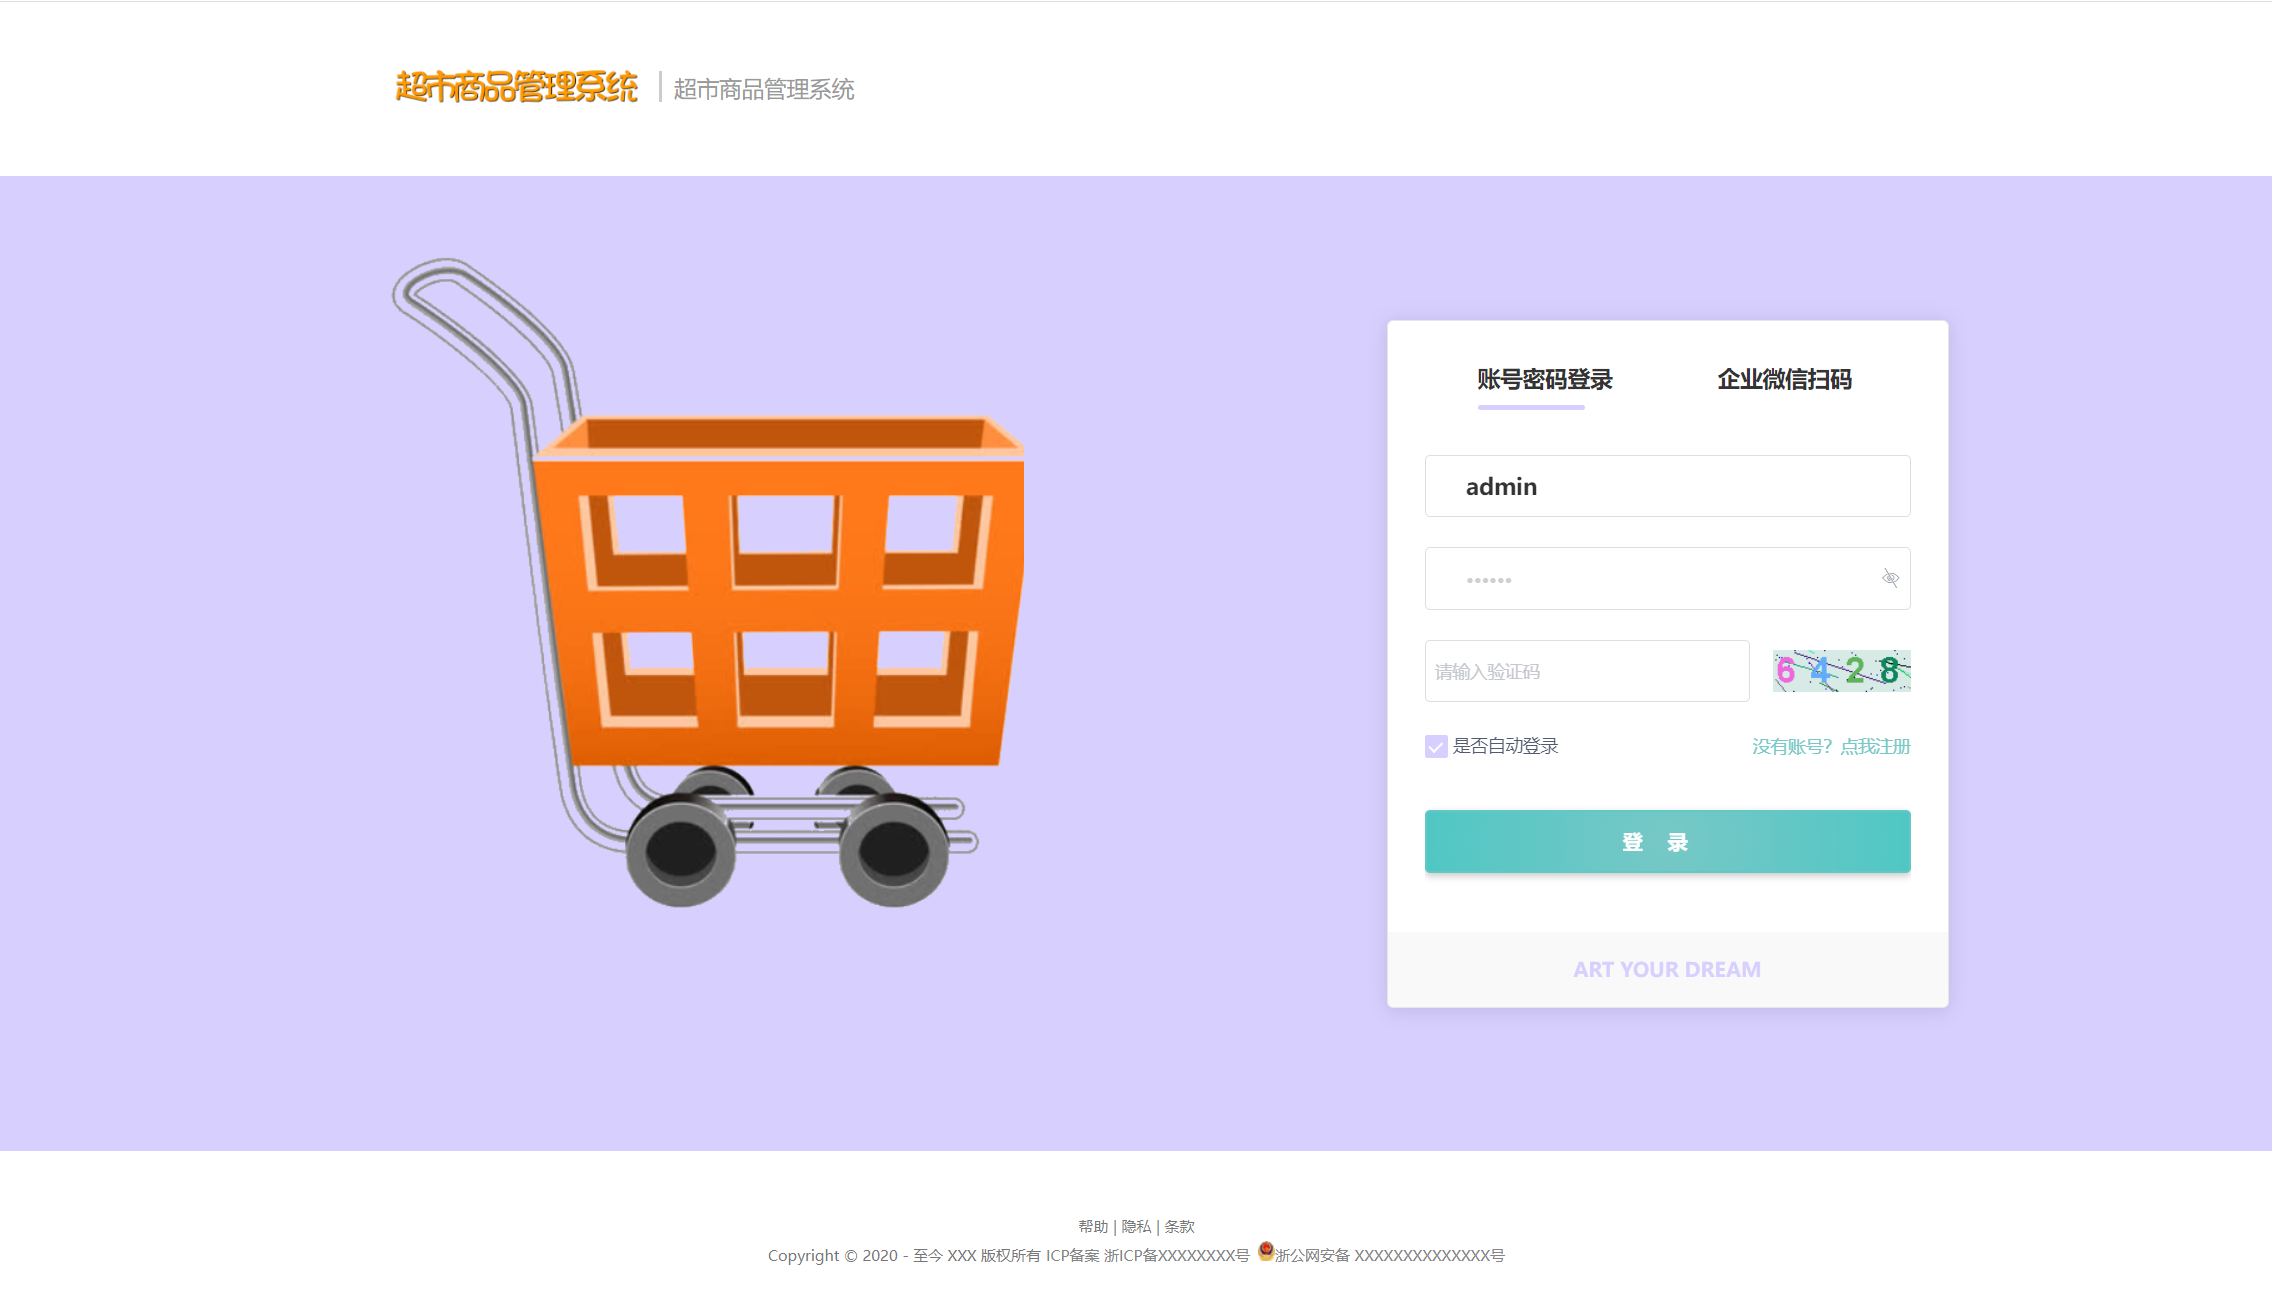 超市商品管理系统 | 超市商品管理系统
账号密码登录 企业微信扫码
admin
••••••
请输入验证码 6428
是否自动登录 没有账号？点我注册
登 录
ART YOUR DREAM
帮助 | 隐私 | 条款
Copyright © 2020 - 至今 XXX 版权所有 ICP备案 浙ICP备XXXXXXXX号 浙公网安备 XXXXXXXXXXXXXX号